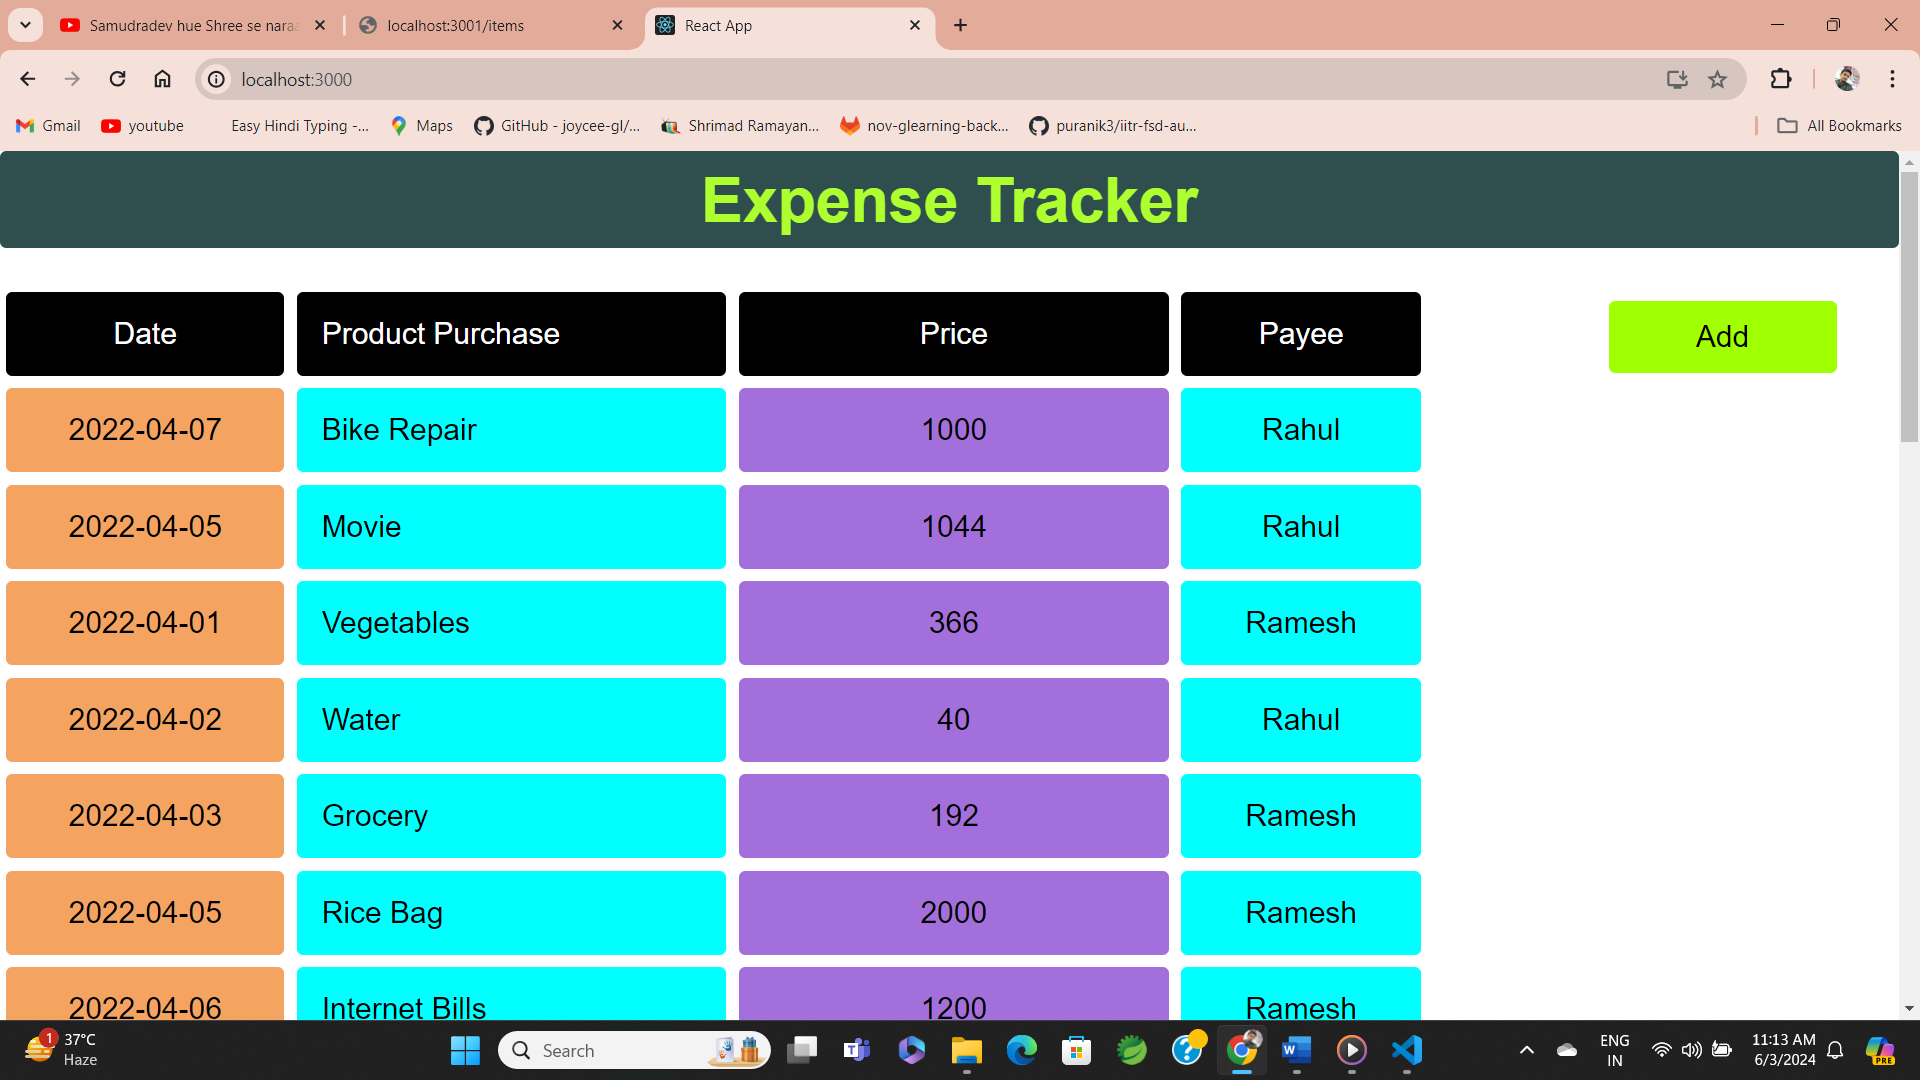 Samudradev hue Shree se nara
localhost:3001/items
React App
localhost:3000
Gmail
youtube
Easy Hindi Typing -...
Maps
GitHub - joycee-gl/...
Shrimad Ramayan...
nov-glearning-back...
puranik3/iitr-fsd-au...
All Bookmarks
Expense Tracker
Date Product Purchase Price Payee
Add
2022-04-07 Bike Repair 1000 Rahul
2022-04-05 Movie 1044 Rahul
2022-04-01 Vegetables 366 Ramesh
2022-04-02 Water 40 Rahul
2022-04-03 Grocery 192 Ramesh
2022-04-05 Rice Bag 2000 Ramesh
2022-04-06 Internet Bills 1200 Ramesh
1
37°C
Haze
Search
ENG
IN
11:13 AM
6/3/2024
PRE